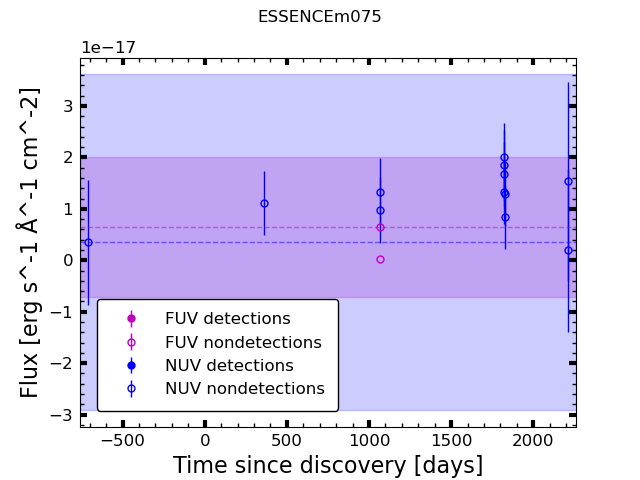 ESSENCEm075
1e−17
Flux [erg s^-1 Å^-1 cm^-2]
3
2
1
0
−1
−2
−3
FUV detections
FUV nondetections
NUV detections
NUV nondetections
−500 0 500 1000 1500 2000
Time since discovery [days]